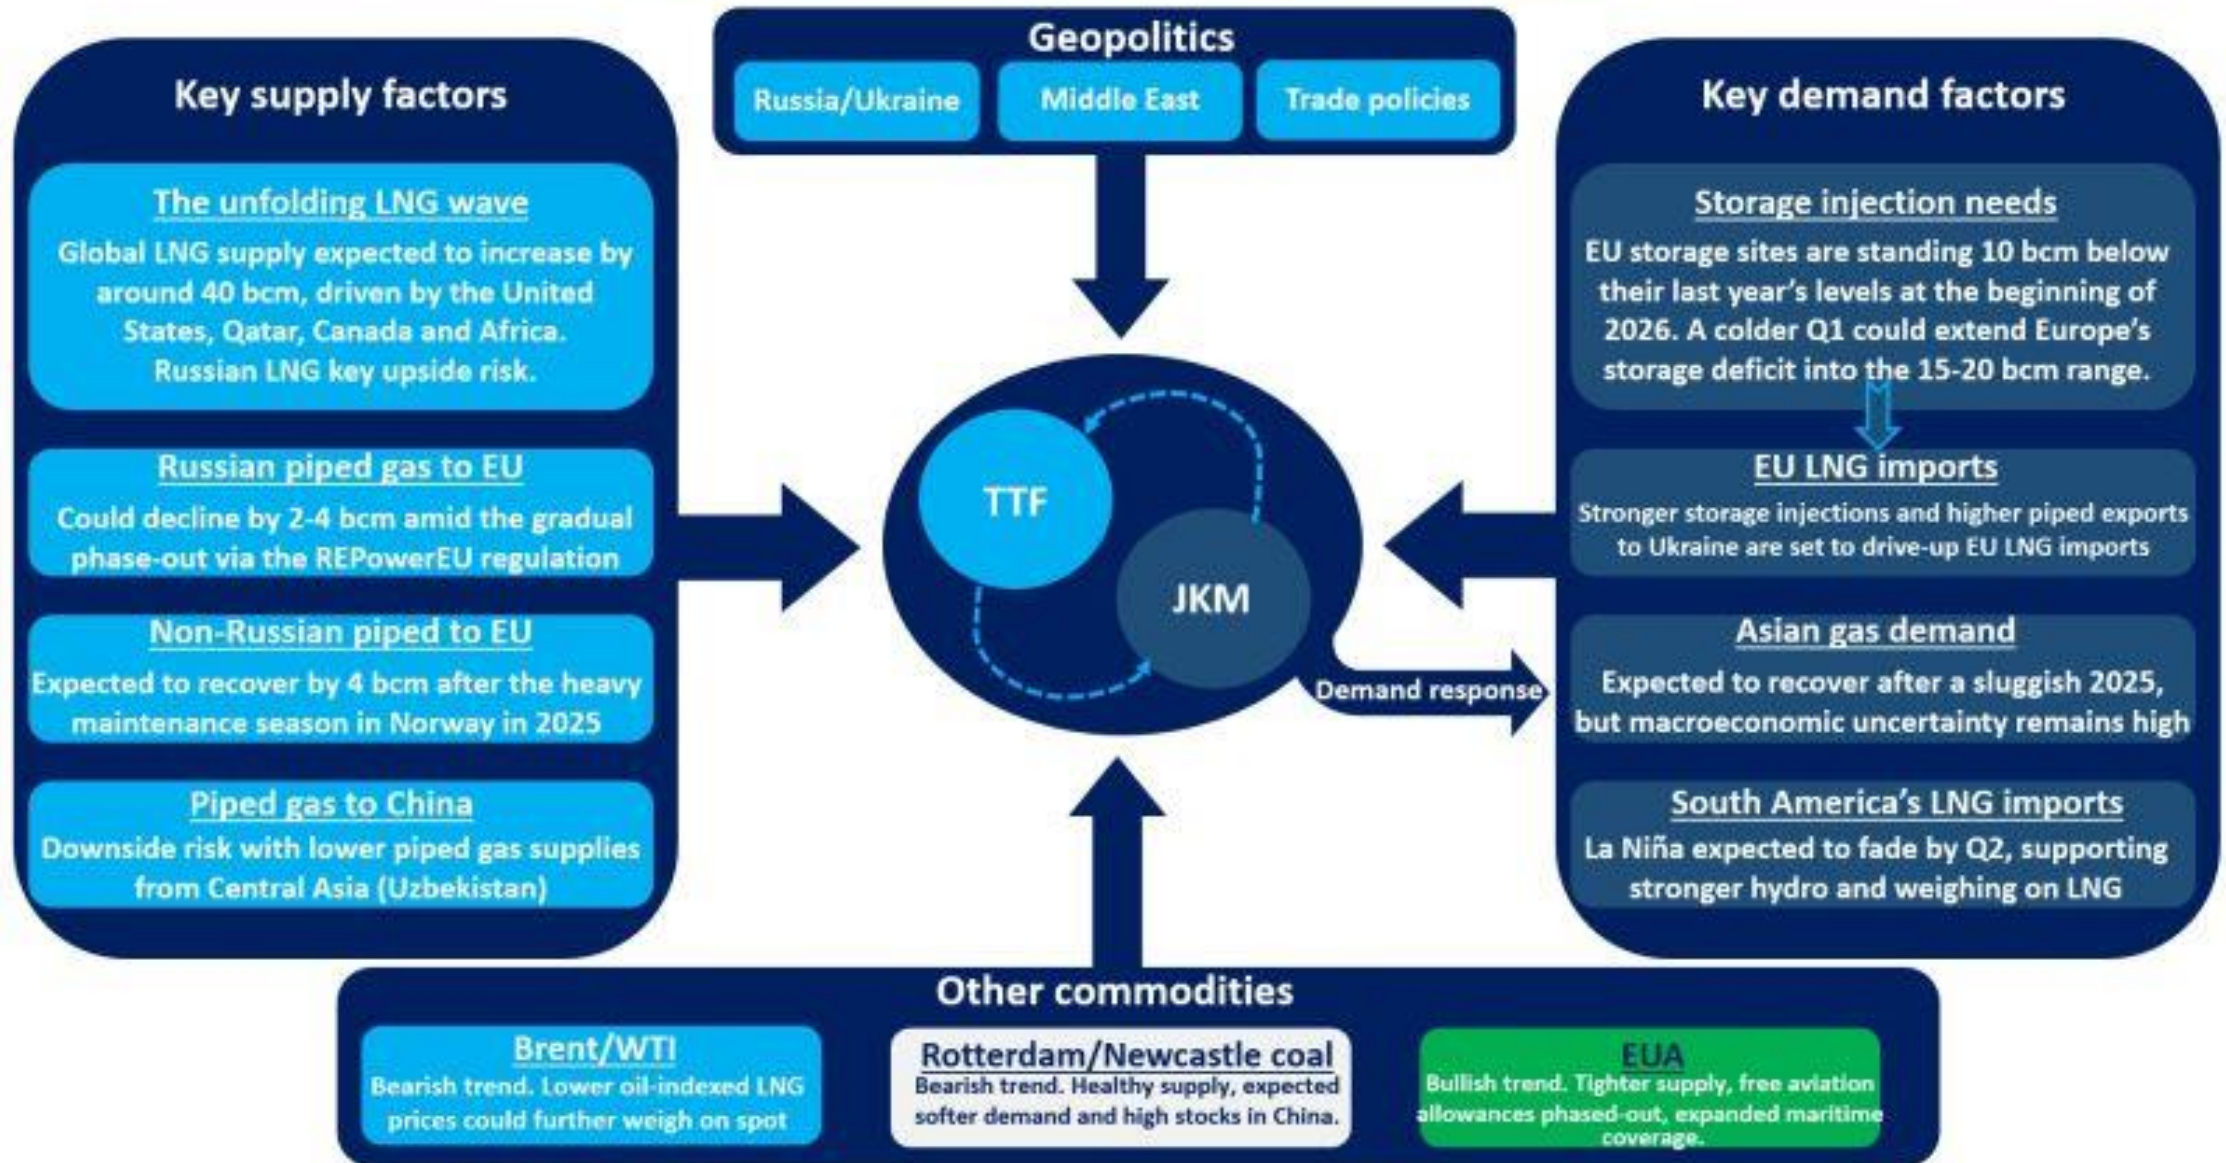 Geopolitics
Russia/Ukraine
Middle East
Trade policies
Key supply factors
The unfolding LNG wave
Global LNG supply expected to increase by
around 40 bcm, driven by the United
States, Qatar, Canada and Africa.
Russian LNG key upside risk.
Russian piped gas to EU
Could decline by 2-4 bcm amid the gradual
phase-out via the REPowerEU regulation
Non-Russian piped to EU
Expected to recover by 4 bcm after the heavy
maintenance season in Norway in 2025
Piped gas to China
Downside risk with lower piped gas supplies
from Central Asia (Uzbekistan)
TTF
JKM
Demand response
Key demand factors
Storage injection needs
EU storage sites are standing 10 bcm below
their last year's levels at the beginning of
2026. A colder Q1 could extend Europe's
storage deficit into the 15-20 bcm range.
EU LNG imports
Stronger storage injections and higher piped exports
to Ukraine are set to drive-up EU LNG imports
Asian gas demand
Expected to recover after a sluggish 2025,
but macroeconomic uncertainty remains high
South America's LNG imports
La Niña expected to fade by Q2, supporting
stronger hydro and weighing on LNG
Other commodities
Brent/WTI
Bearish trend. Lower oil-indexed LNG
prices could further weigh on spot
Rotterdam/Newcastle coal
Bearish trend. Healthy supply, expected
softer demand and high stocks in China.
EUA
Bullish trend. Tighter supply, free aviation
allowances phased-out, expanded maritime
coverage.